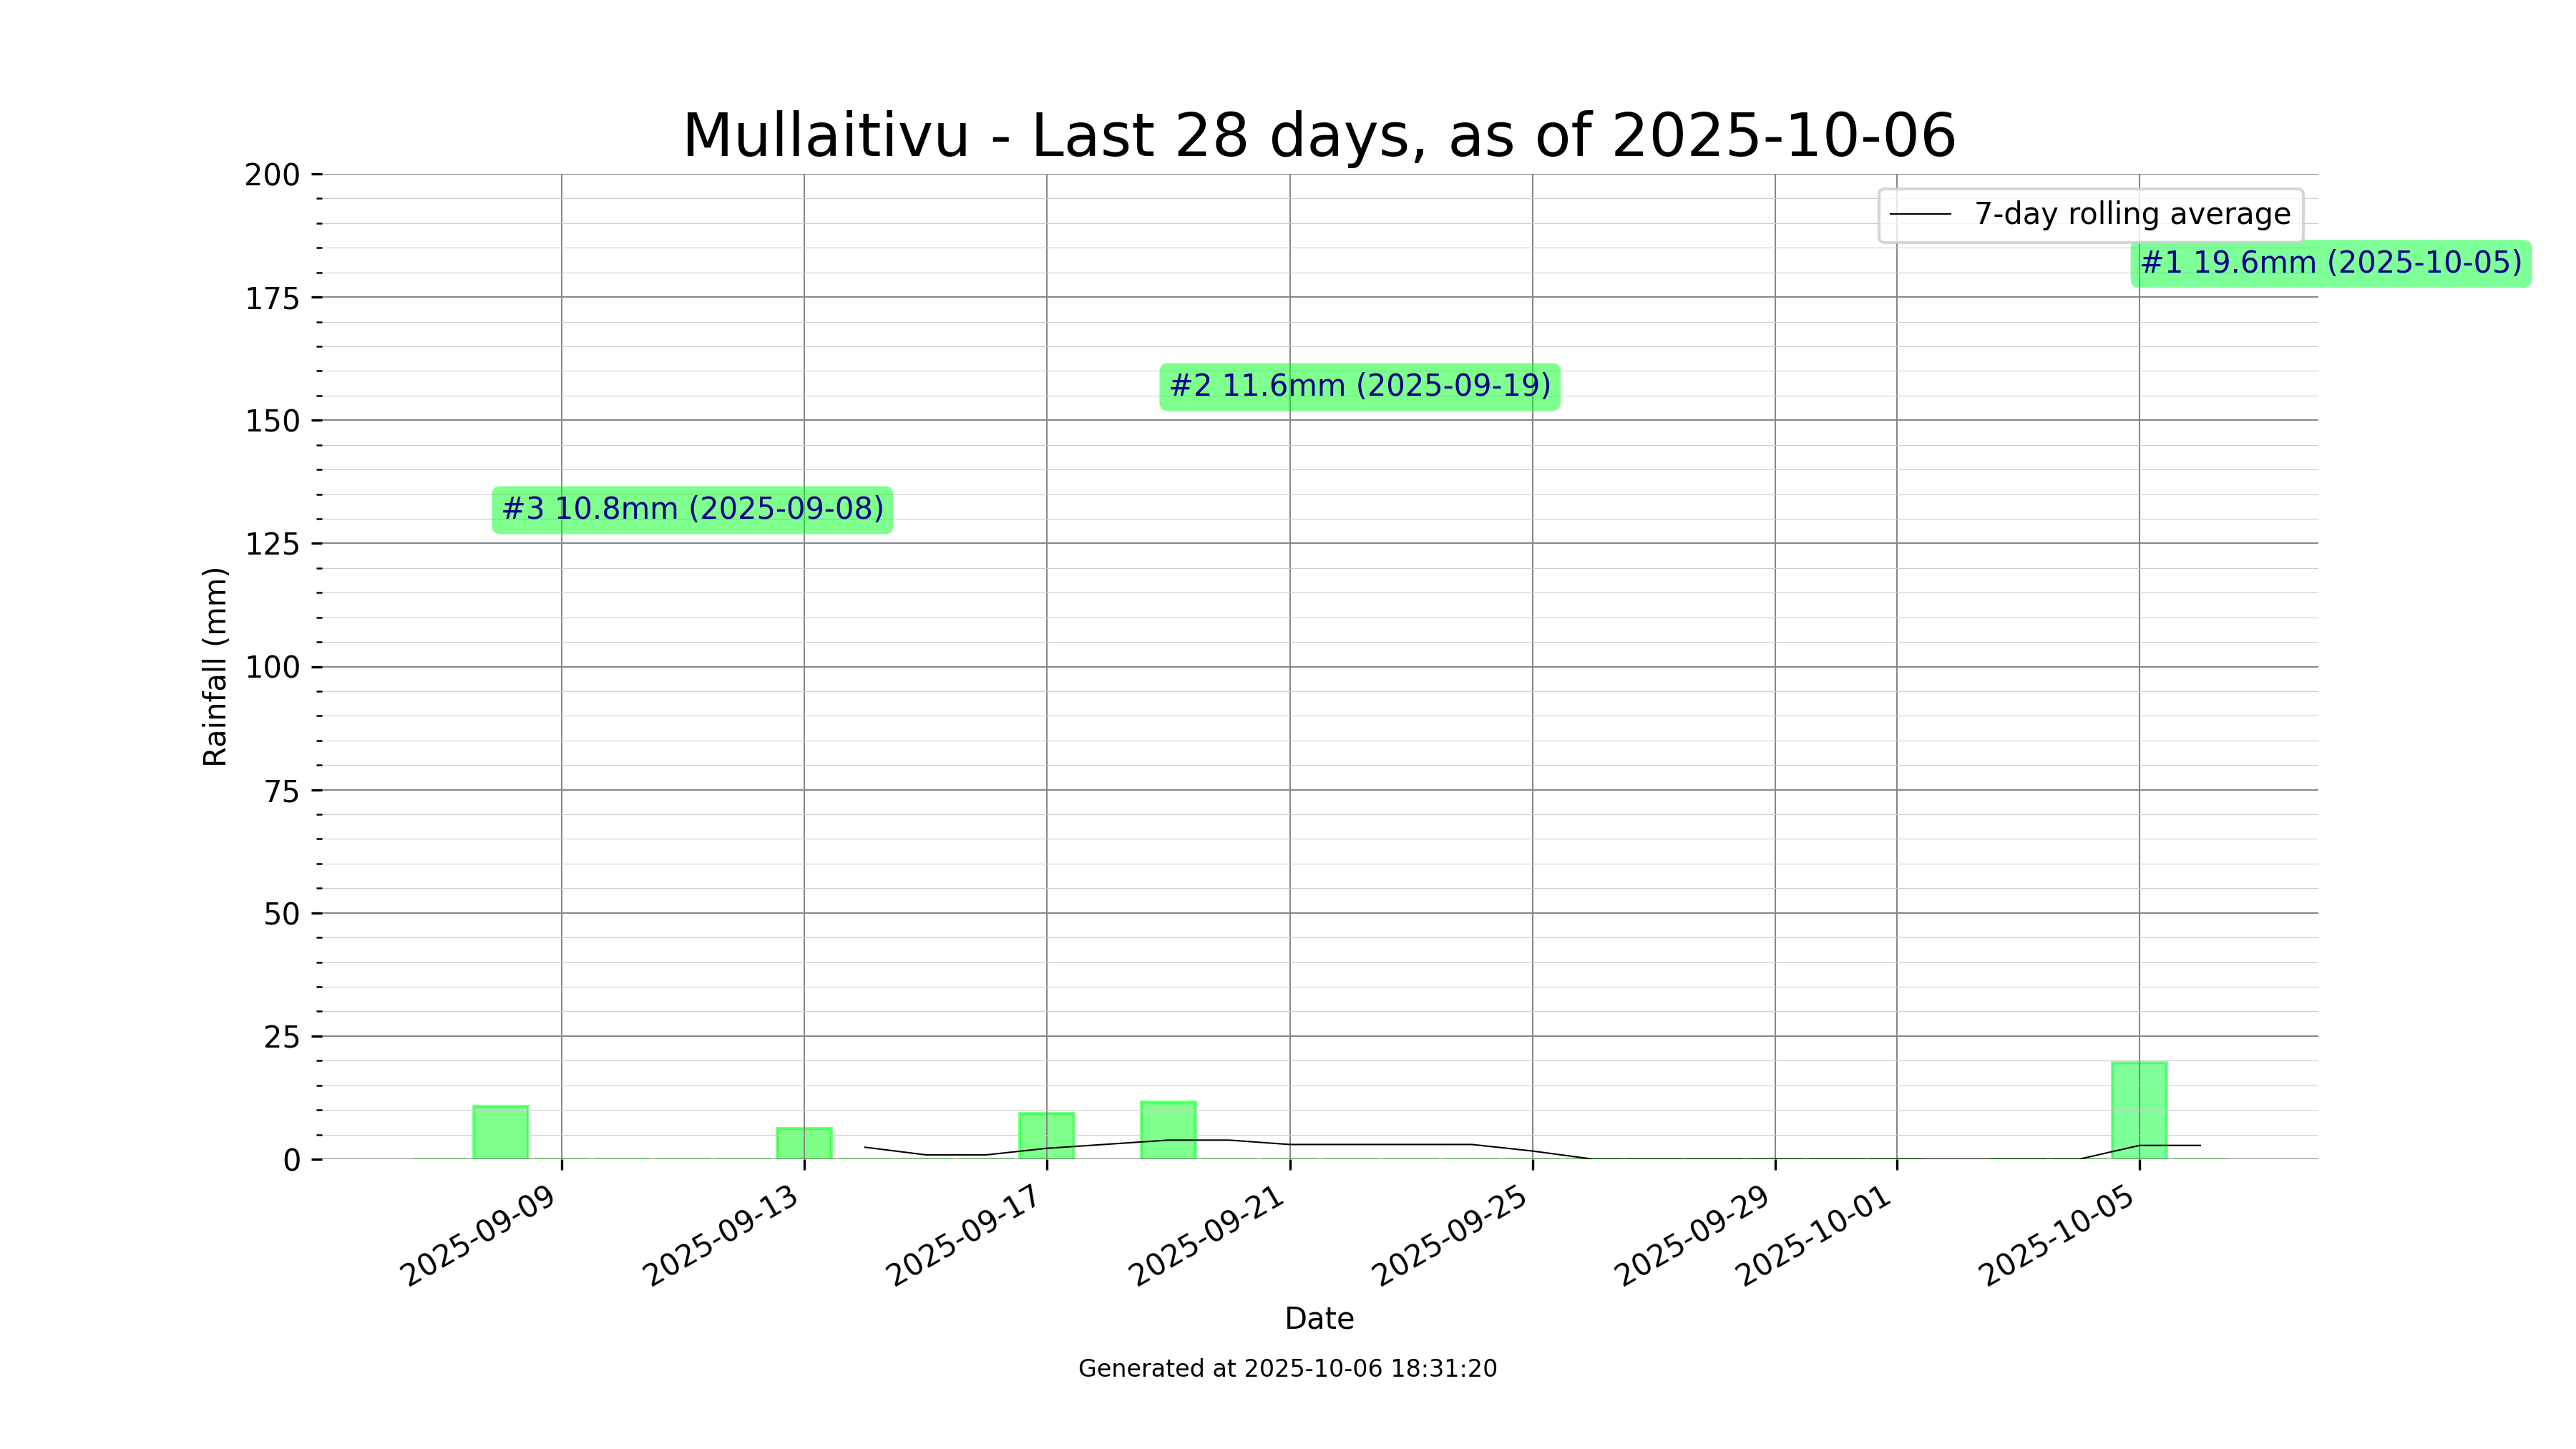 Mullaitivu - Last 28 days, as of 2025-10-06
200
175
150
125
100
75
50
25
0
Rainfall (mm)
7-day rolling average
#1 19.6mm (2025-10-05)
#2 11.6mm (2025-09-19)
#3 10.8mm (2025-09-08)
2025-09-09
2025-09-13
2025-09-17
2025-09-21
2025-09-25
2025-09-29
2025-10-01
2025-10-05
Date
Generated at 2025-10-06 18:31:20